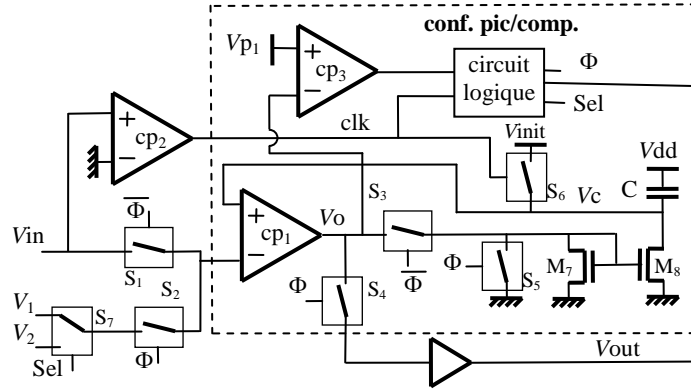 conf. pic/comp.
Vp1
+
−
cp3
circuit
logique
Φ
Sel
clk
+
−
cp2
Vinit
S6
Vdd
C
Vc
Vin
Φ̅
S1
S2
+
−
cp1
Vo
S3
Φ̅
Φ
S4
Φ
S5
M7
M8
V1
V2
S7
Sel
Φ
Vout